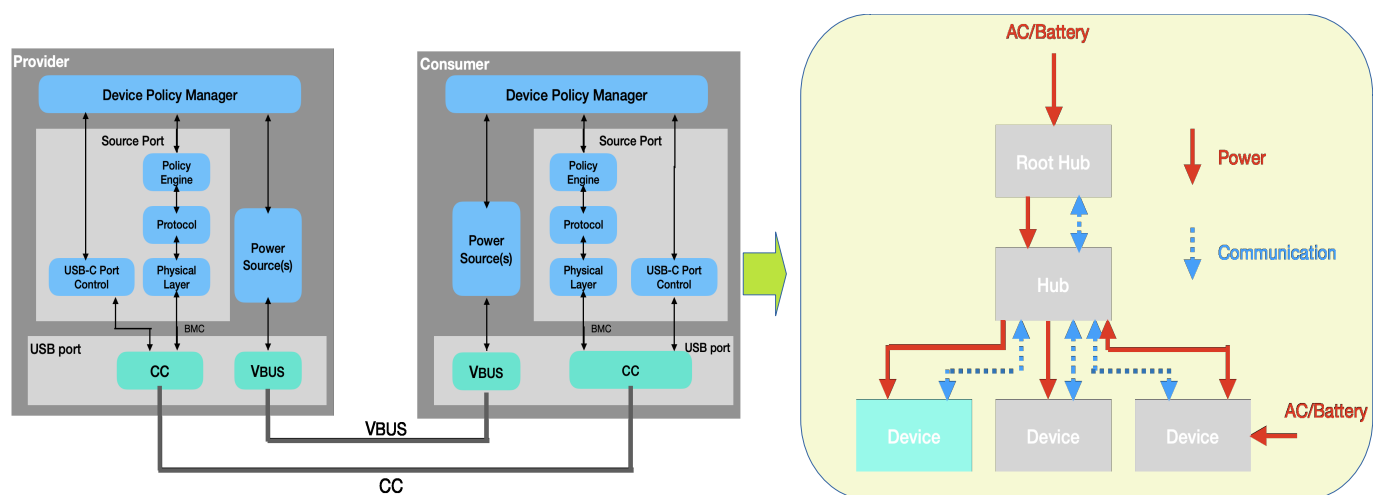 Provider
Device Policy Manager
Source Port
Policy
Engine
Protocol
Physical
Layer
USB-C Port
Control
Power
Source(s)
BMC
USB port
CC
VBUS
Consumer
Device Policy Manager
Source Port
Policy
Engine
Protocol
Physical
Layer
USB-C Port
Control
Power
Source(s)
BMC
USB port
VBUS
CC
VBUS
CC
AC/Battery
Root Hub
Power
Communication
Hub
AC/Battery
Device
Device
Device